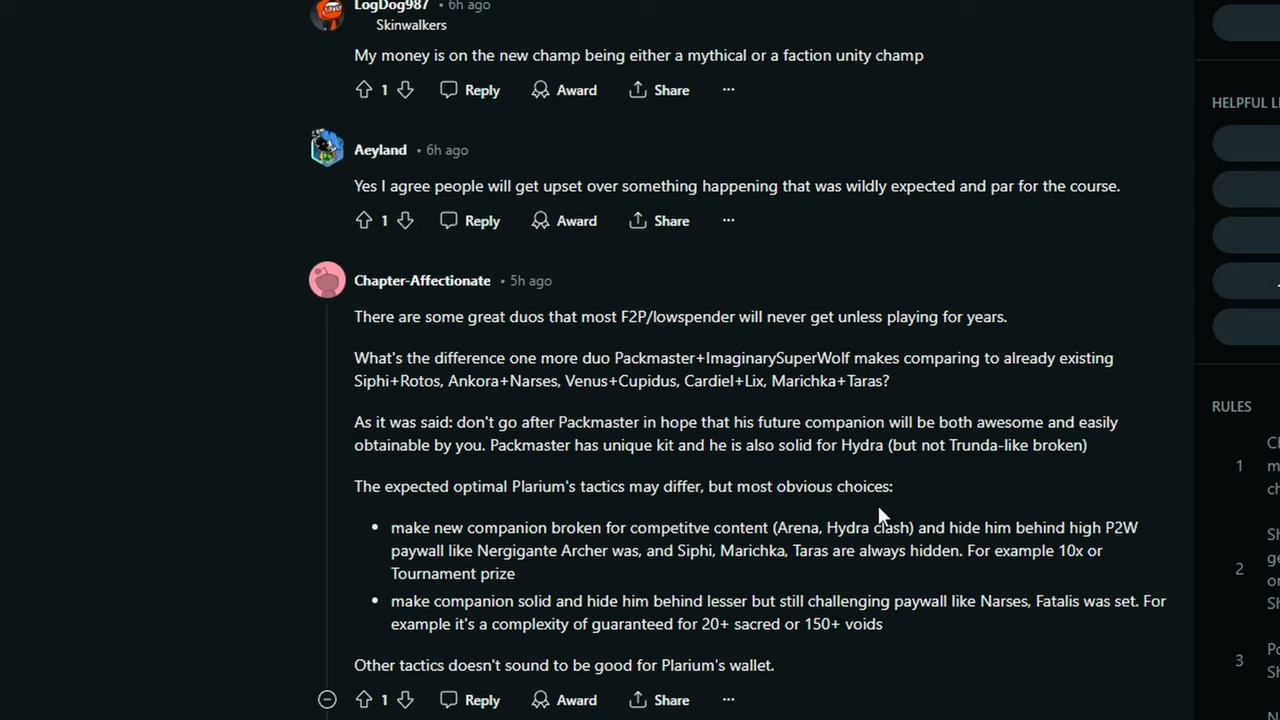 LogDog987 • 6h ago
Skinwalkers
My money is on the new champ being either a mythical or a faction unity champ
1 Reply Award Share ···
Aeyland • 6h ago
Yes I agree people will get upset over something happening that was wildly expected and par for the course.
1 Reply Award Share ···
HELPFUL
Chapter-Affectionate • 5h ago
There are some great duos that most F2P/lowspender will never get unless playing for years.
What's the difference one more duo Packmaster+ImaginarySuperWolf makes comparing to already existing
Siphi+Rotos, Ankora+Narses, Venus+Cupidus, Cardiel+Lix, Marichka+Taras?
As it was said: don't go after Packmaster in hope that his future companion will be both awesome and easily
obtainable by you. Packmaster has unique kit and he is also solid for Hydra (but not Trunda-like broken)
The expected optimal Plarium's tactics may differ, but most obvious choices:
• make new companion broken for competitve content (Arena, Hydra clash) and hide him behind high P2W
paywall like Nergigante Archer was, and Siphi, Marichka, Taras are always hidden. For example 10x or
Tournament prize
• make companion solid and hide him behind lesser but still challenging paywall like Narses, Fatalis was set. For
example it's a complexity of guaranteed for 20+ sacred or 150+ voids
Other tactics doesn't sound to be good for Plarium's wallet.
1 Reply Award Share ···
RULES
1
2
3